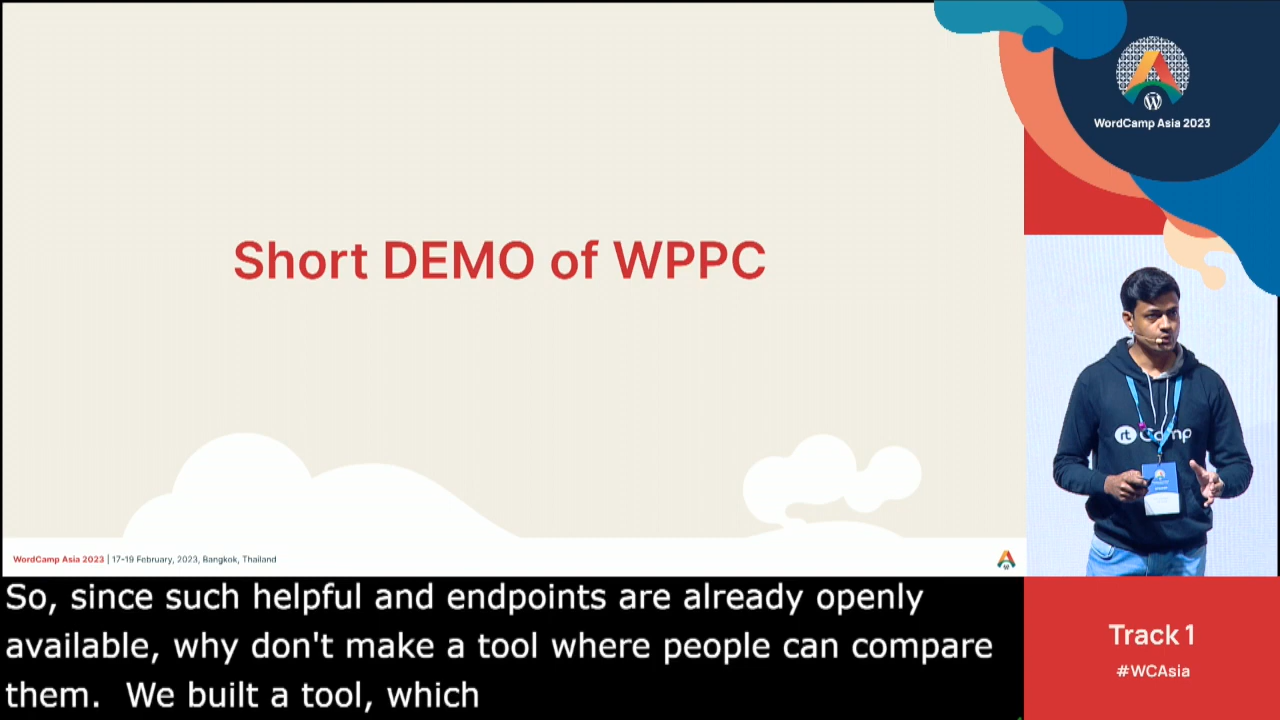 Short DEMO of WPPC
WordCamp Asia 2023 | 17-19 February, 2023, Bangkok, Thailand
WordCamp Asia 2023
rt Camp
Track 1
#WCAsia
So, since such helpful and endpoints are already openly
available, why don't make a tool where people can compare
them.  We built a tool, which